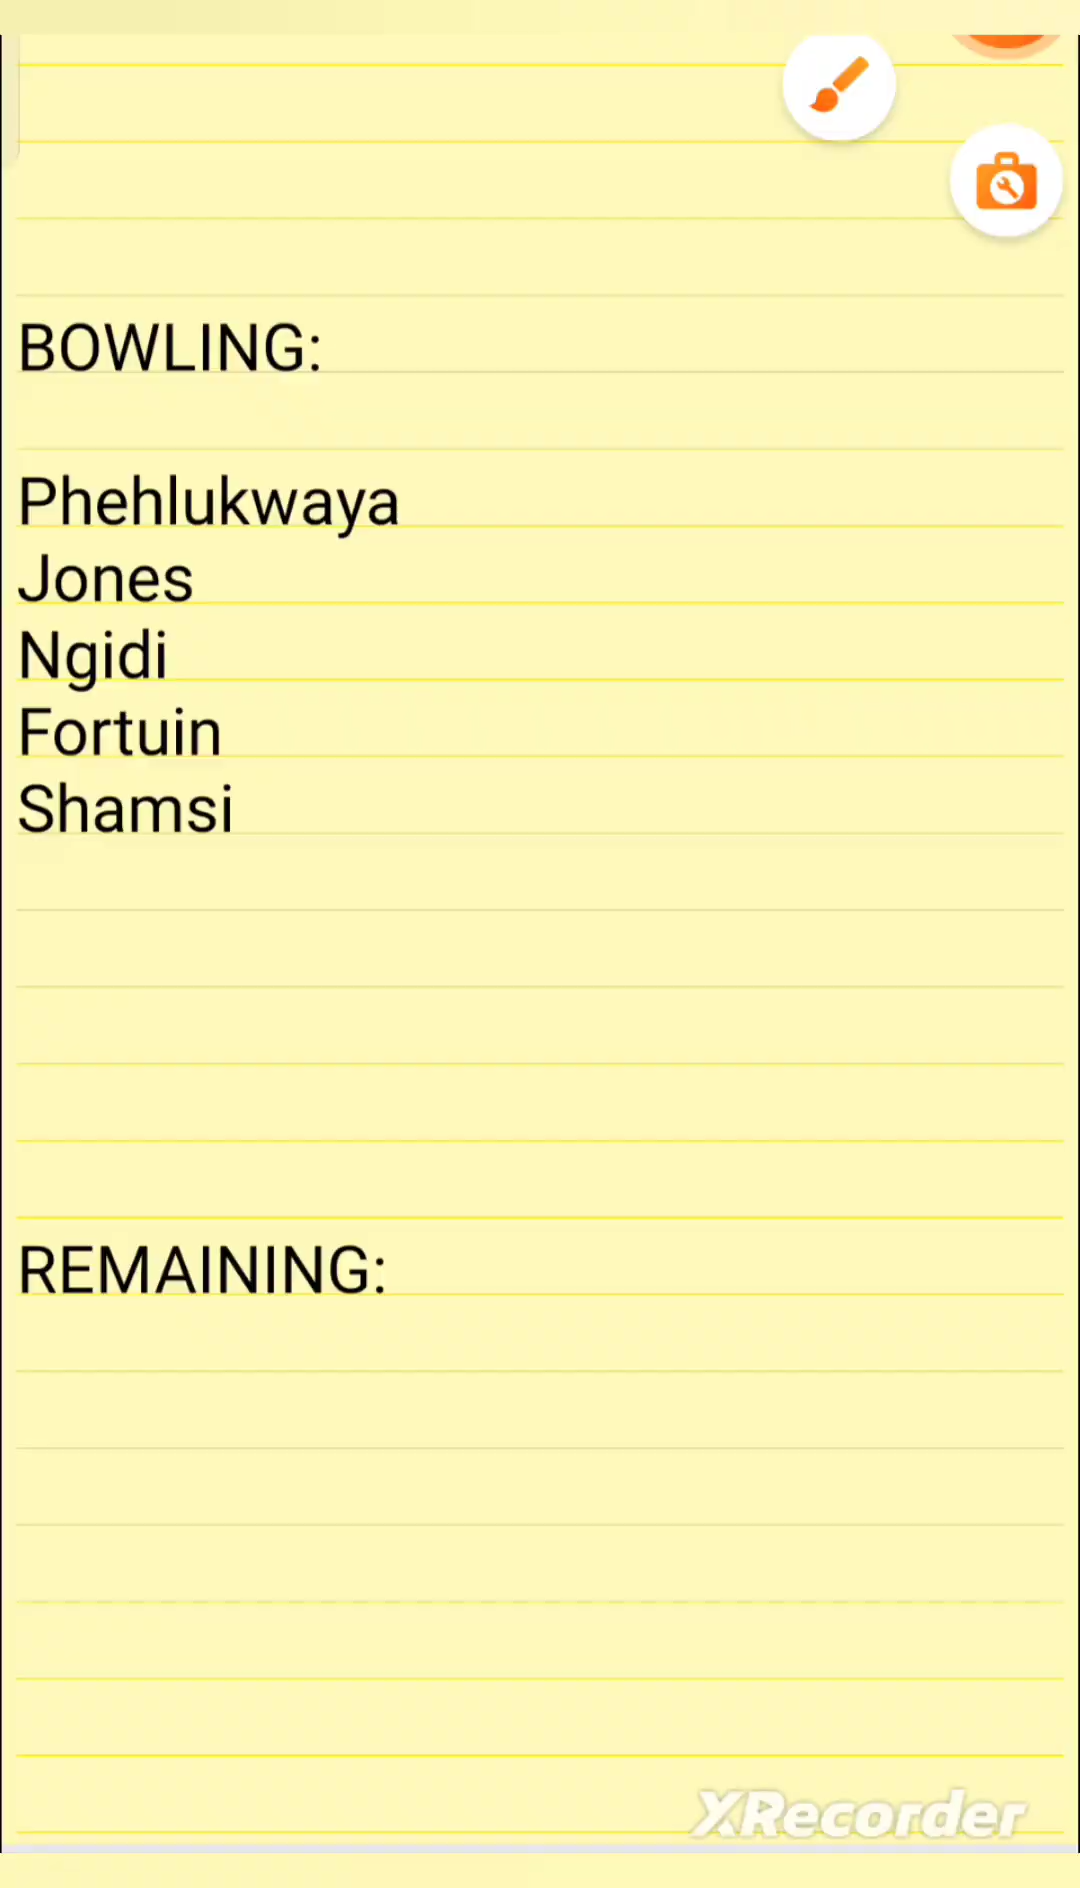 BOWLING:
Phehlukwaya
Jones
Ngidi
Fortuin
Shamsi
REMAINING:
XRecorder